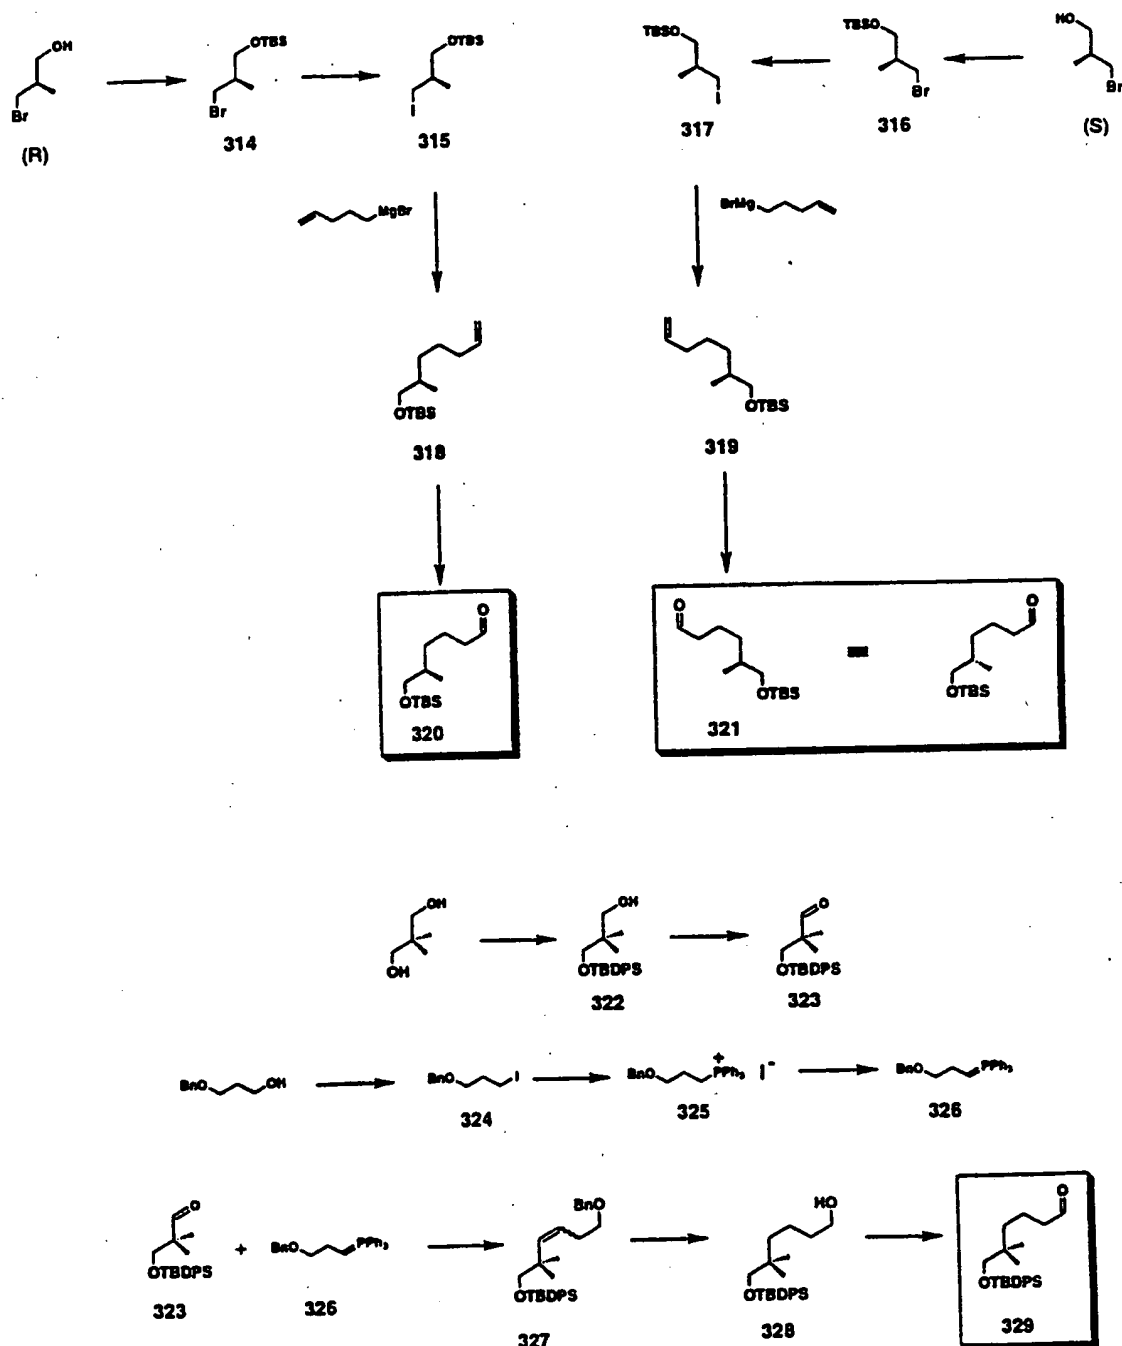 OH
OTBS
OTBS
TBSO
TBSO
HO
Br
Br
I
I
Br
Br
(R)
314
315
317
316
(S)
MgBr
BrMg
OTBS
318
OTBS
319
O
OTBS
320
O
OTBS
321
≡
O
OTBS
OH
OH
OH
OTBDPS
322
O
OTBDPS
323
BnO OH
BnO I
324
BnO PPh3 + I-
325
BnO PPh3
326
O
OTBDPS
323
+
BnO PPh3
326
BnO
OTBDPS
327
HO
OTBDPS
328
O
OTBDPS
329